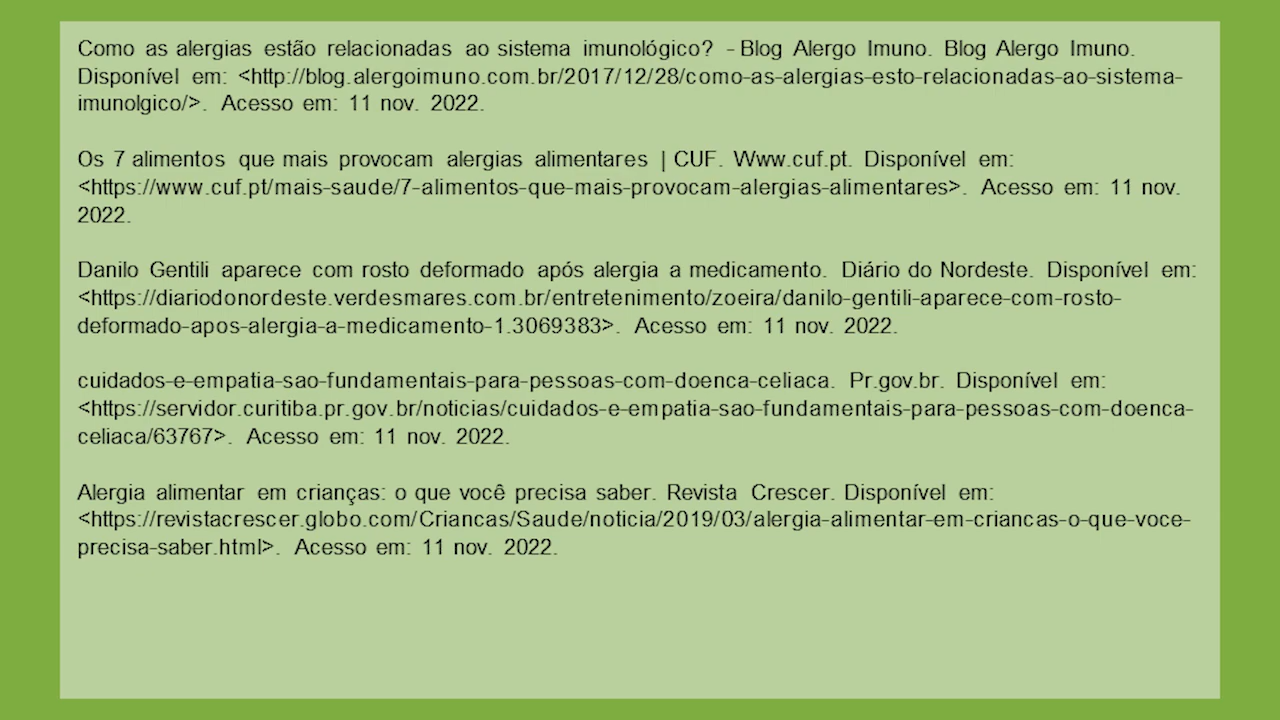 Como as alergias estão relacionadas ao sistema imunológico? - Blog Alergo Imuno. Blog Alergo Imuno.
Disponível em: <http://blog.alergoimuno.com.br/2017/12/28/como-as-alergias-esto-relacionadas-ao-sistema-
imunolgico/>. Acesso em: 11 nov. 2022.
Os 7 alimentos que mais provocam alergias alimentares | CUF. Www.cuf.pt. Disponível em:
<https://www.cuf.pt/mais-saude/7-alimentos-que-mais-provocam-alergias-alimentares>. Acesso em: 11 nov.
2022.
Danilo Gentili aparece com rosto deformado após alergia a medicamento. Diário do Nordeste. Disponível em:
<https://diariodonordeste.verdesmares.com.br/entretenimento/zoeira/danilo-gentili-aparece-com-rosto-
deformado-apos-alergia-a-medicamento-1.3069383>. Acesso em: 11 nov. 2022.
cuidados-e-empatia-sao-fundamentais-para-pessoas-com-doenca-celiaca. Pr.gov.br. Disponível em:
<https://servidor.curitiba.pr.gov.br/noticias/cuidados-e-empatia-sao-fundamentais-para-pessoas-com-doenca-
celiaca/63767>. Acesso em: 11 nov. 2022.
Alergia alimentar em crianças: o que você precisa saber. Revista Crescer. Disponível em:
<https://revistacrescer.globo.com/Criancas/Saude/noticia/2019/03/alergia-alimentar-em-criancas-o-que-voce-
precisa-saber.html>. Acesso em: 11 nov. 2022.